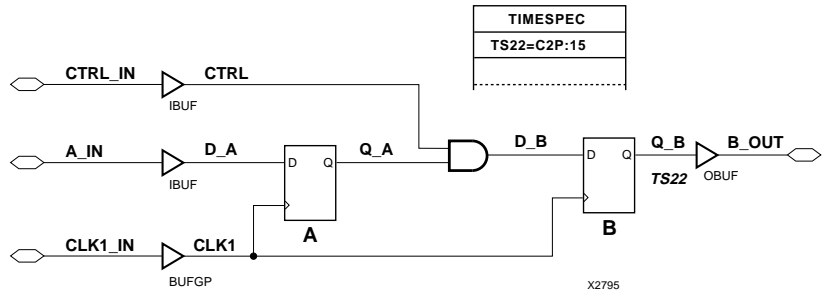 TIMESPEC
TS22=C2P:15
CTRL_IN
CTRL
IBUF
A_IN
D_A
D Q
Q_A
D_B
D Q
Q_B
B_OUT
IBUF
TS22
OBUF
A
B
CLK1_IN
CLK1
BUFGP
X2795